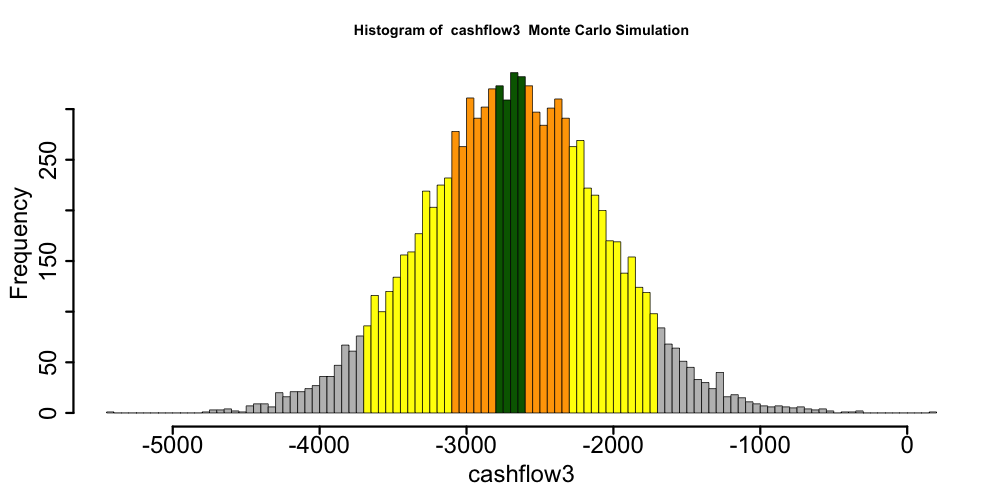 Histogram of  cashflow3  Monte Carlo Simulation
Frequency
250
150
50
0
-5000 -4000 -3000 -2000 -1000 0
cashflow3